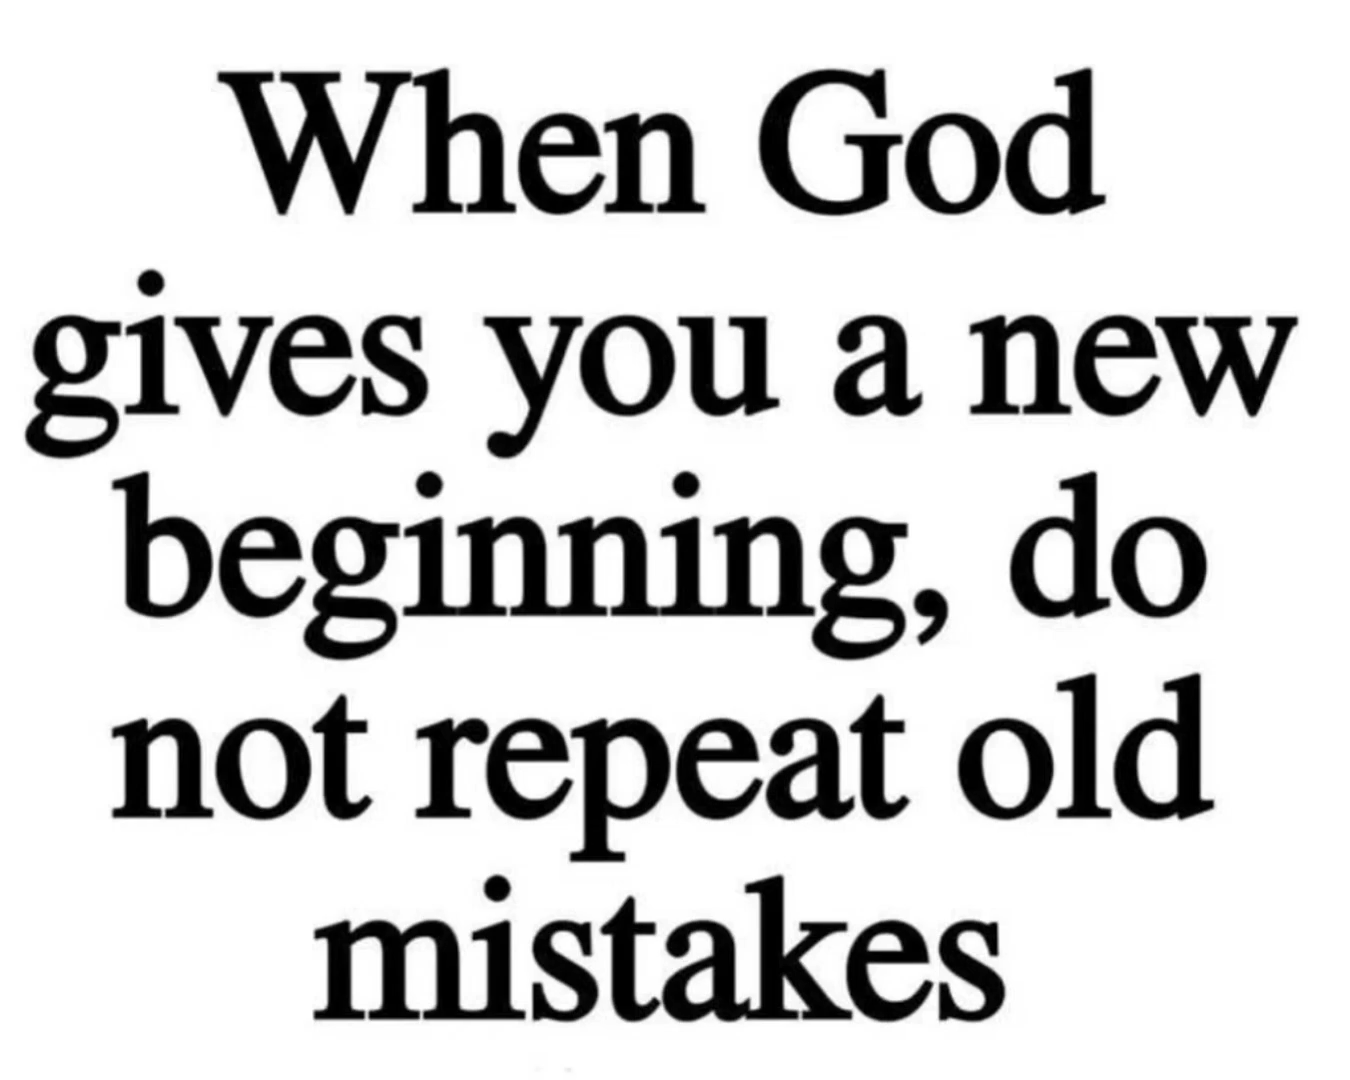 When God
gives you a new
beginning, do
not repeat old
mistakes